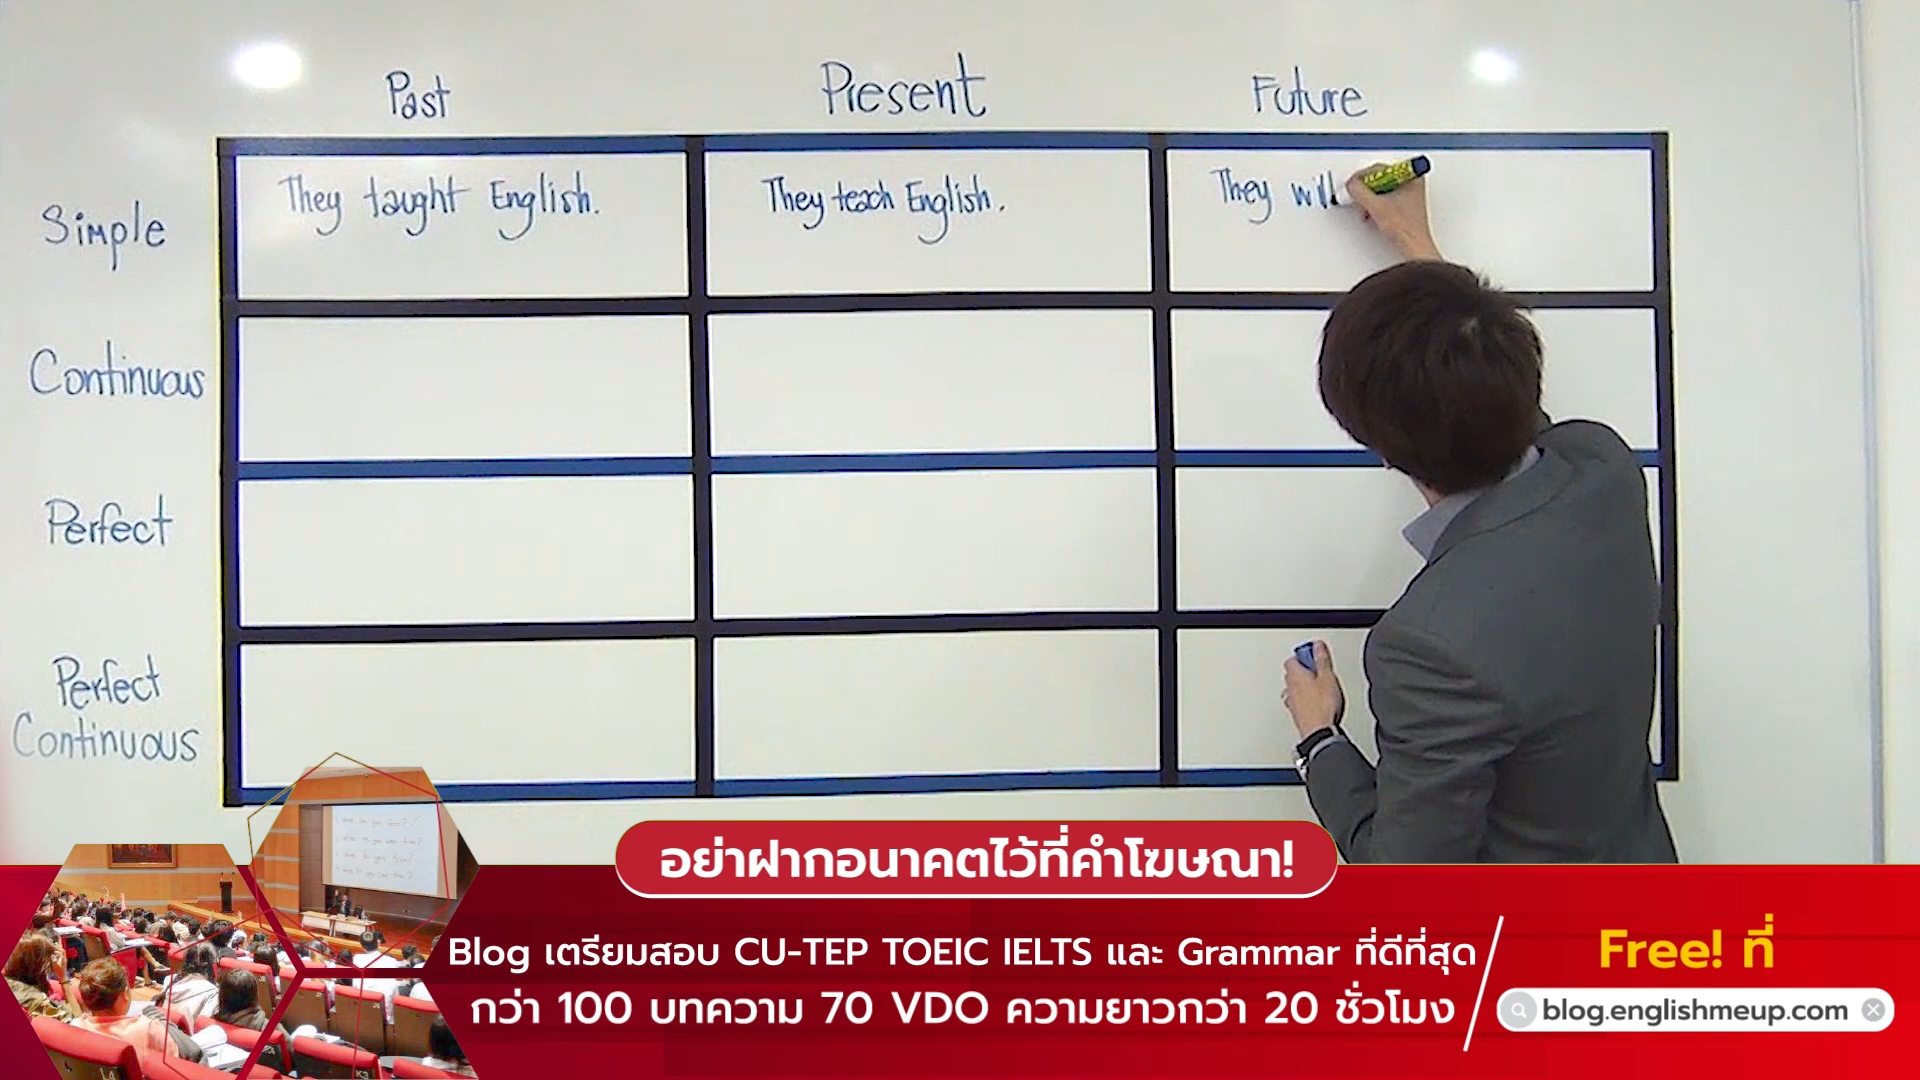 Past
Present
Future
Simple
They taught English.
They teach English.
They will
Continuous
Perfect
Perfect
Continuous
อย่าฝากอนาคตไว้ที่คำโฆษณา!
Blog เตรียมสอบ CU-TEP TOEIC IELTS และ Grammar ที่ดีที่สุด
กว่า 100 บทความ 70 VDO ความยาวกว่า 20 ชั่วโมง
Free! ที่
blog.englishmeup.com